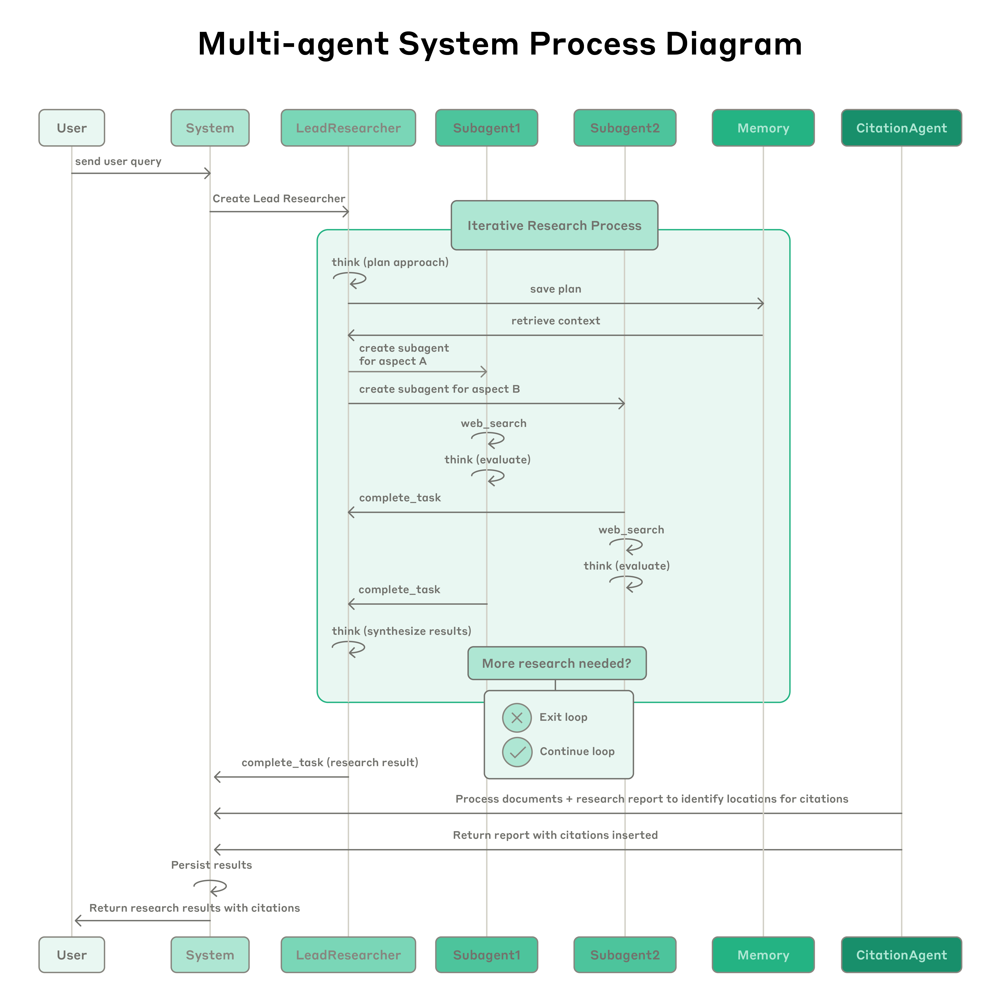 Multi-agent System Process Diagram
User
System
LeadResearcher
Subagent1
Subagent2
Memory
CitationAgent
send user query
Create Lead Researcher
Iterative Research Process
think (plan approach)
save plan
retrieve context
create subagent
for aspect A
create subagent for aspect B
web_search
think (evaluate)
complete_task
web_search
think (evaluate)
complete_task
think (synthesize results)
More research needed?
Exit loop
Continue loop
complete_task (research result)
Process documents + research report to identify locations for citations
Return report with citations inserted
Persist results
Return research results with citations
User
System
LeadResearcher
Subagent1
Subagent2
Memory
CitationAgent